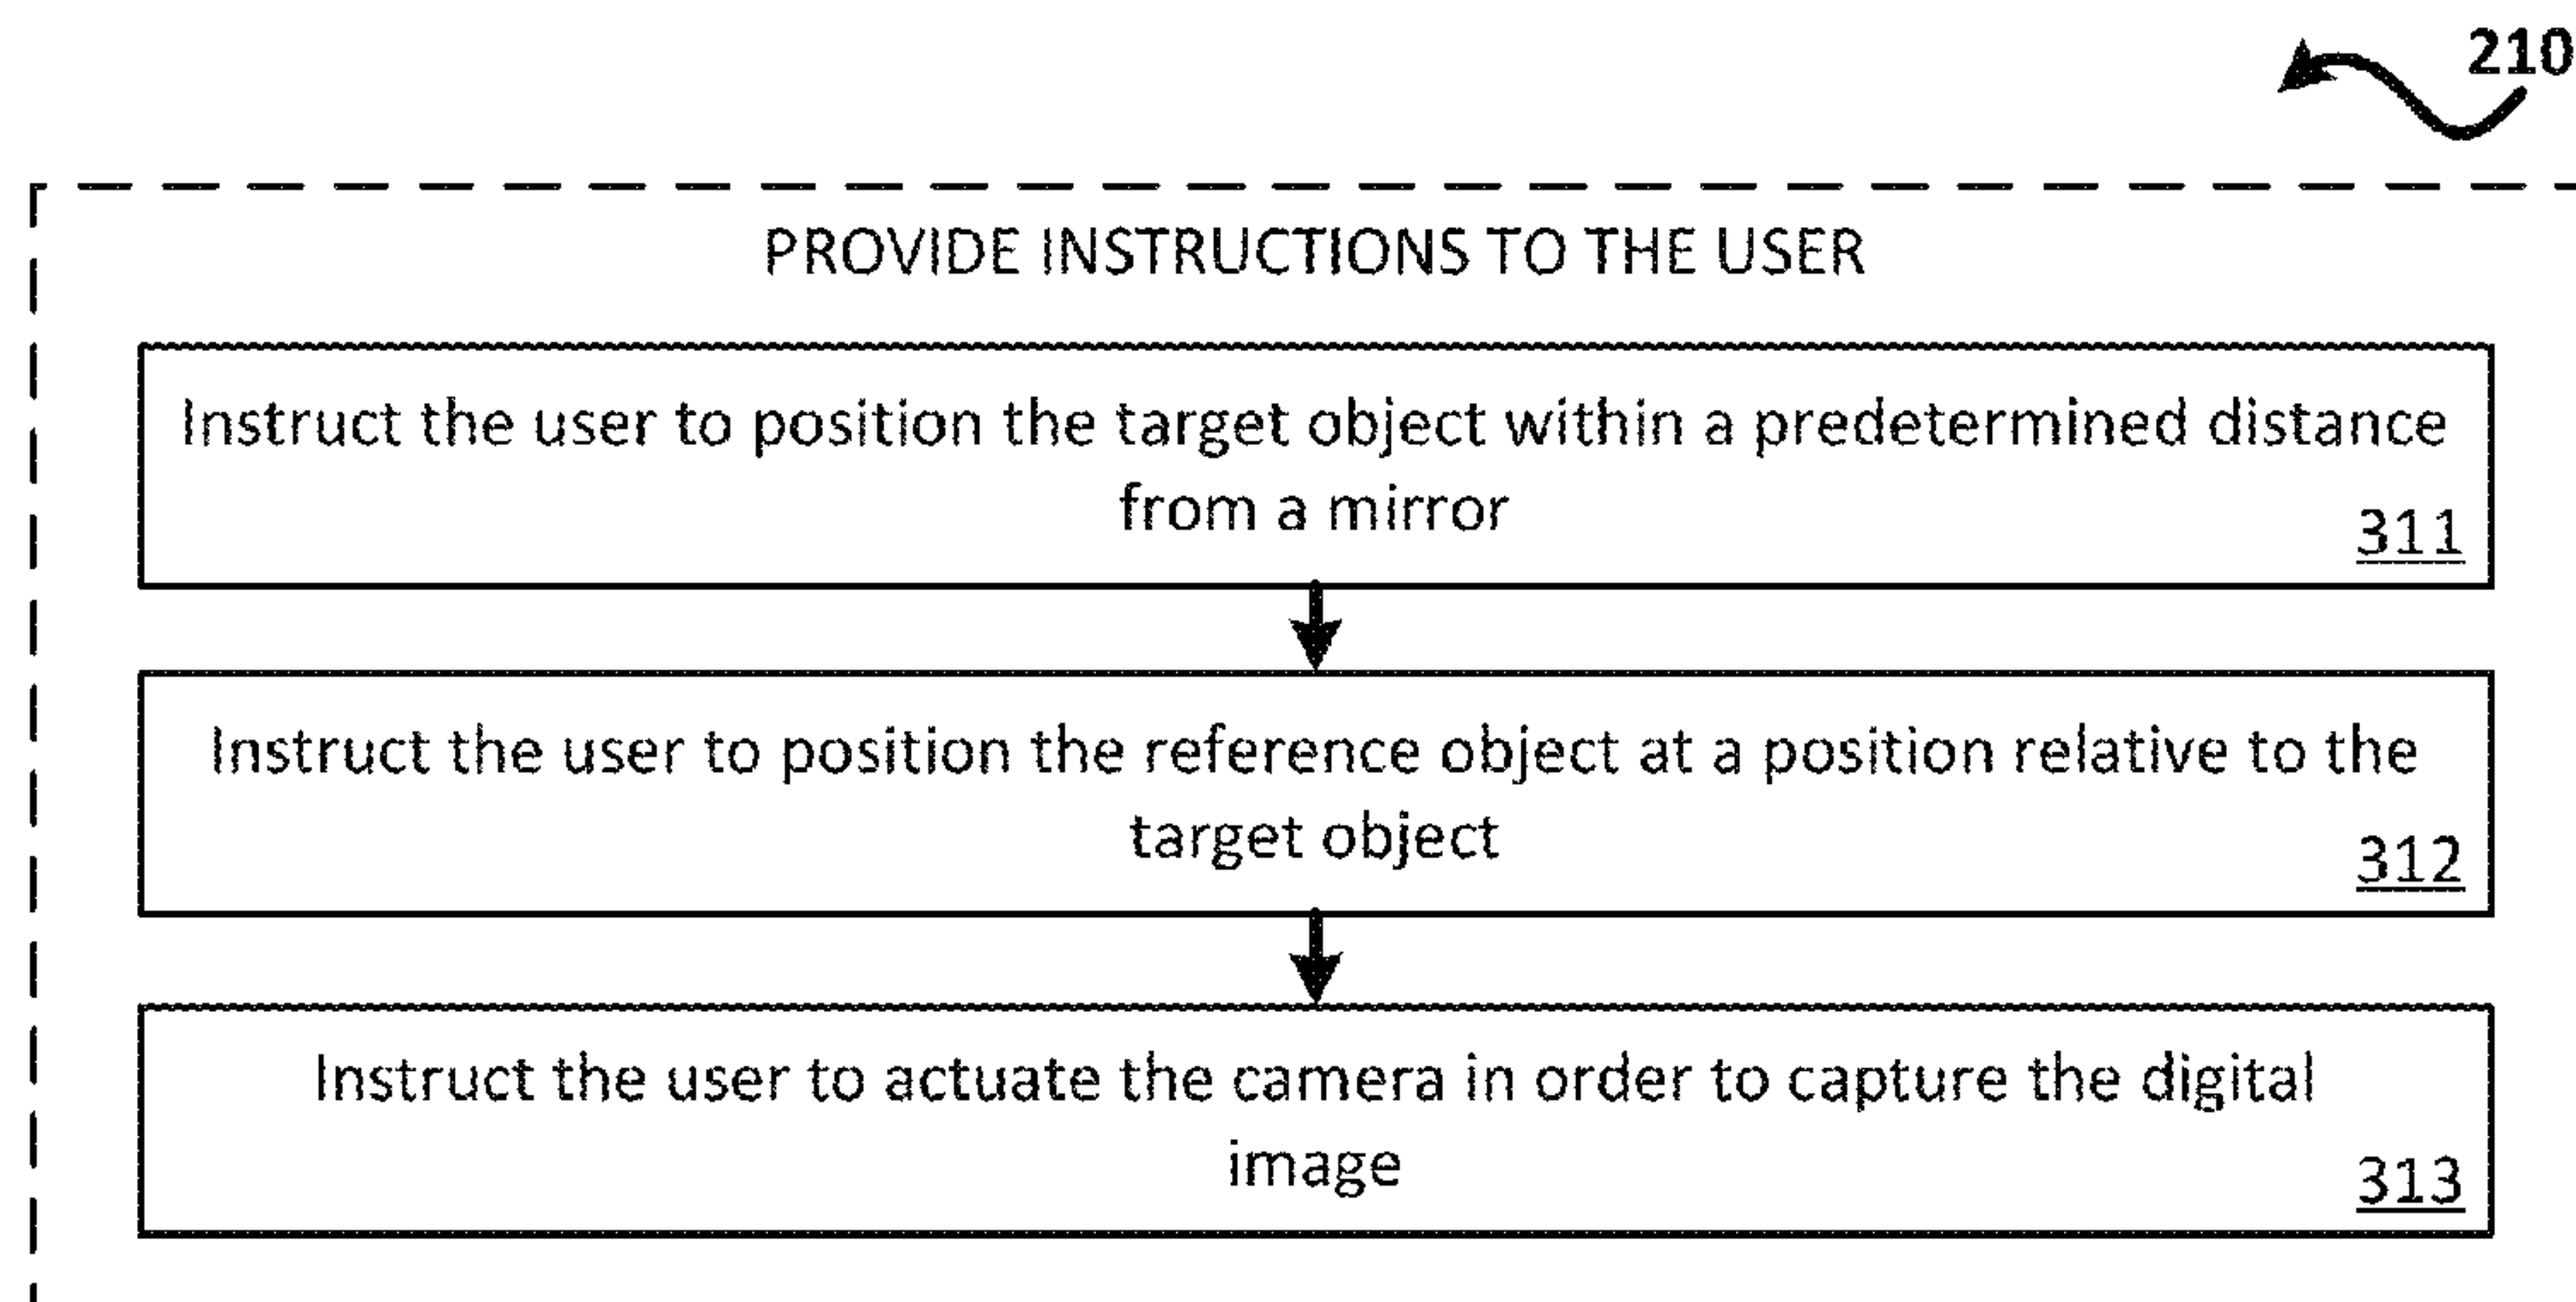 210
PROVIDE INSTRUCTIONS TO THE USER
Instruct the user to position the target object within a predetermined distance
from a mirror
311
Instruct the user to position the reference object at a position relative to the
target object
312
Instruct the user to actuate the camera in order to capture the digital
image
313